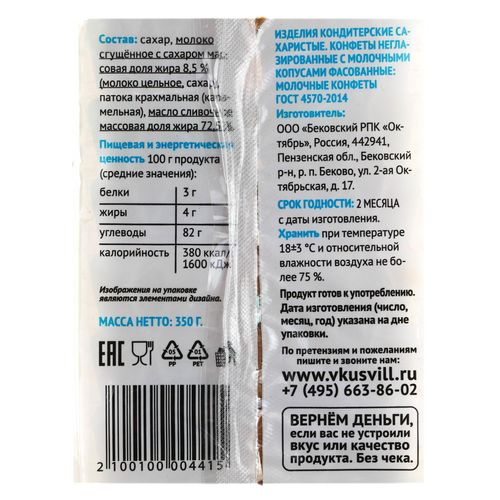 Состав: сахар, молоко
сгущённое с сахаром мас-
совая доля жира 8,5 %
(молоко цельное, сахар),
патока крахмальная (кара-
мельная), масло сливочное
массовая доля жира 72,5 %.
Пищевая и энергетическая
ценность 100 г продукта
(средние значения):
белки 3 г
жиры 4 г
углеводы 82 г
калорийность 380 ккал/
1600 кДж
Изображения на упаковке
являются элементами дизайна.
МАССА НЕТТО: 350 Г.
EAC
05
PP
01
PET
2 100100 004415
ИЗДЕЛИЯ КОНДИТЕРСКИЕ СА-
ХАРИСТЫЕ. КОНФЕТЫ НЕГЛА-
ЗИРОВАННЫЕ С МОЛОЧНЫМИ
КОПУСАМИ ФАСОВАННЫЕ:
МОЛОЧНЫЕ КОНФЕТЫ
ГОСТ 4570-2014
Изготовитель:
ООО «Бековский РПК «Ок-
тябрь», Россия, 442941,
Пензенская обл., Бековский
р-н, р. п. Беково, ул. 2-ая Ок-
тябрьская, д. 17.
СРОК ГОДНОСТИ: 2 МЕСЯЦА
с даты изготовления.
Хранить при температуре
18±3 °С и относительной
влажности воздуха не бо-
лее 75 %.
Продукт готов к употреблению.
Дата изготовления (число,
месяц, год) указана на дне
упаковки.
По претензиям и пожеланиям
пишите и звоните нам:
www.vkusvill.ru
+7 (495) 663-86-02
ВЕРНЁМ ДЕНЬГИ,
если вас не устроили
вкус или качество
продукта. Без чека.